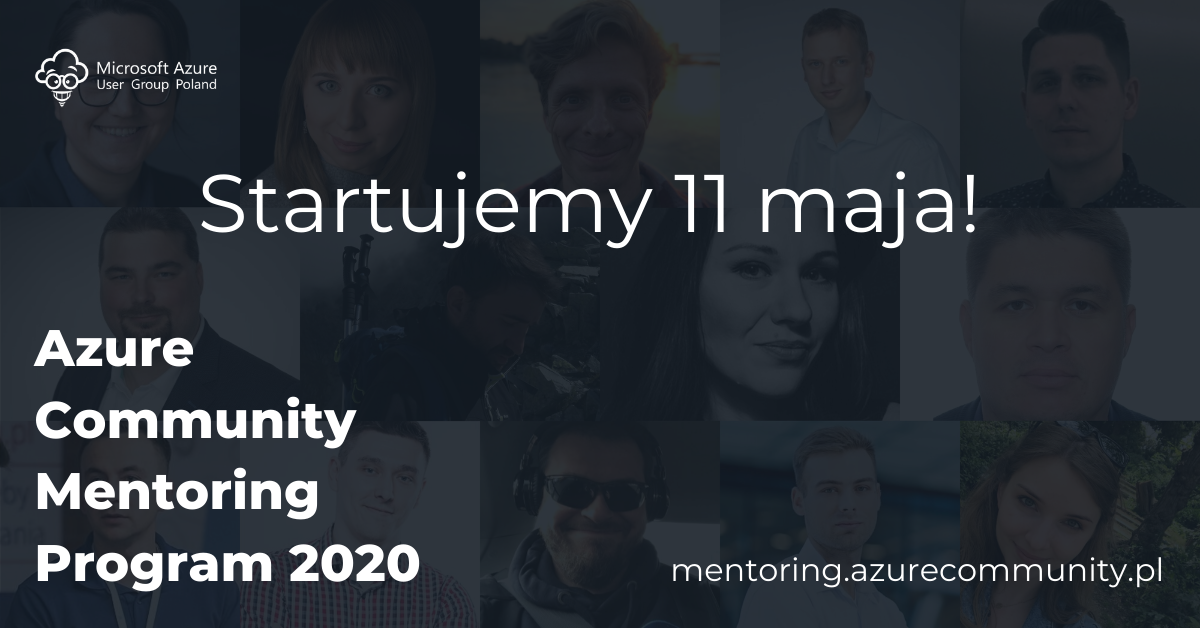 Microsoft Azure
User Group Poland
Startujemy 11 maja!
Azure
Community
Mentoring
Program 2020
mentoring.azurecommunity.pl